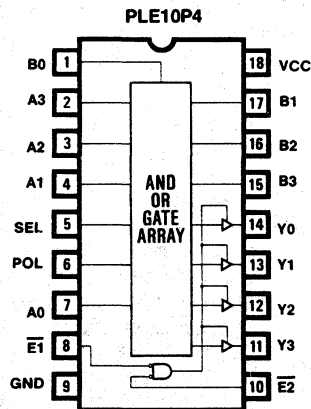 PLE10P4
B0 1 18 VCC
A3 2 17 B1
A2 3 16 B2
A1 4 15 B3
AND
OR
GATE
ARRAY
SEL 5 14 Y0
POL 6 13 Y1
A0 7 12 Y2
E1 8 11 Y3
GND 9 10 E2